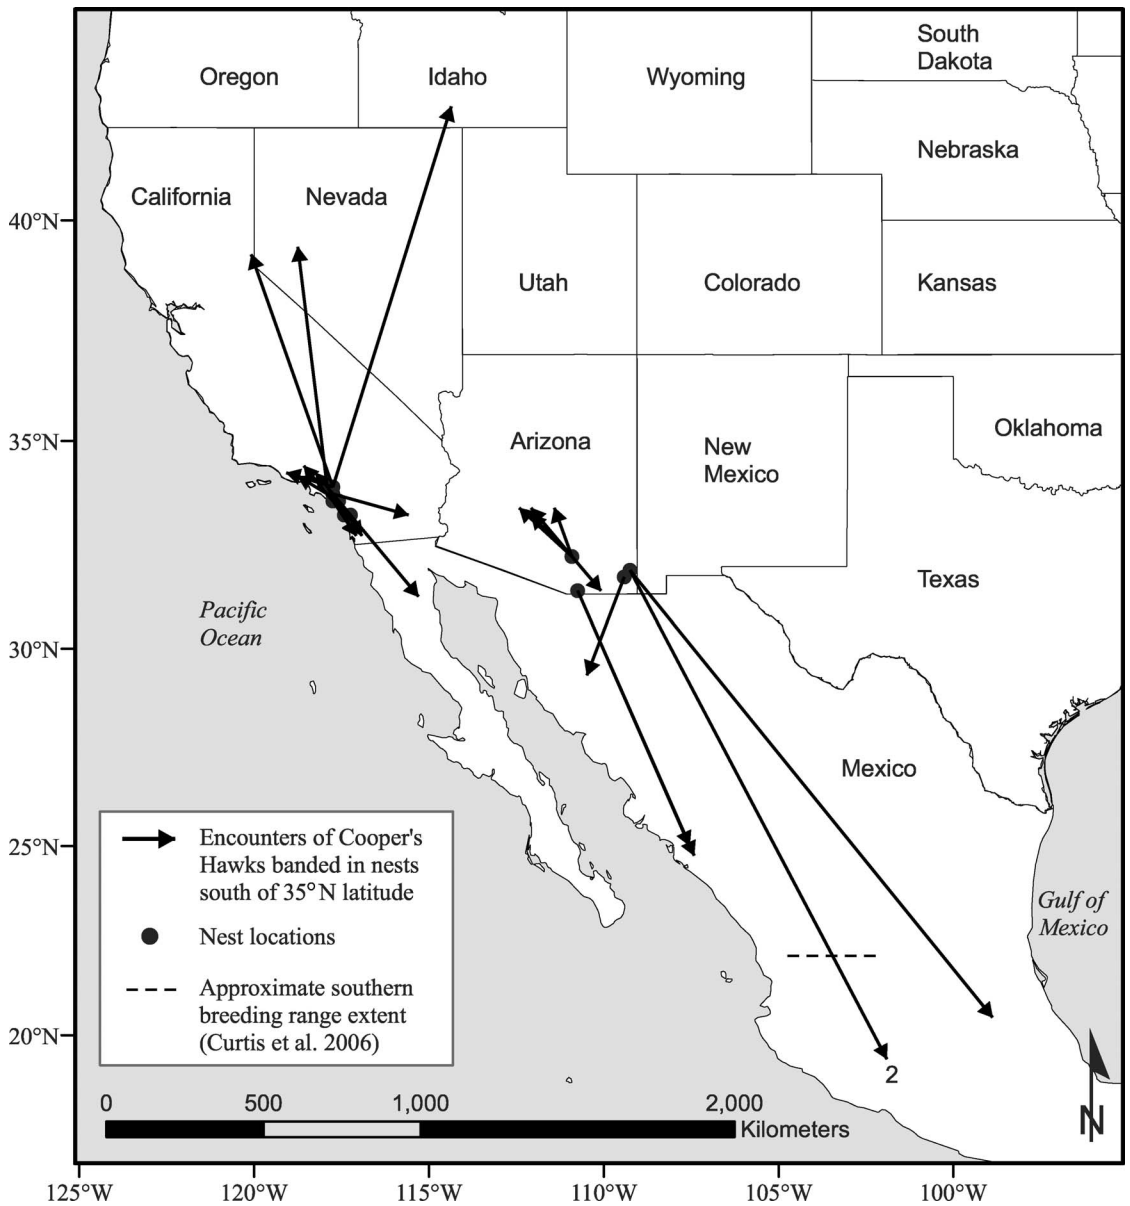 South
Dakota
Oregon
Idaho
Wyoming
Nebraska
California
Nevada
40°N
Utah
Colorado
Kansas
35°N
Arizona
New
Mexico
Oklahoma
Texas
Pacific
Ocean
30°N
Mexico
25°N
Encounters of Cooper's
Hawks banded in nests
south of 35°N latitude
Nest locations
Approximate southern
breeding range extent
(Curtis et al. 2006)
Gulf of
Mexico
20°N
2
0 500 1,000 2,000
Kilometers
N
125°W 120°W 115°W 110°W 105°W 100°W